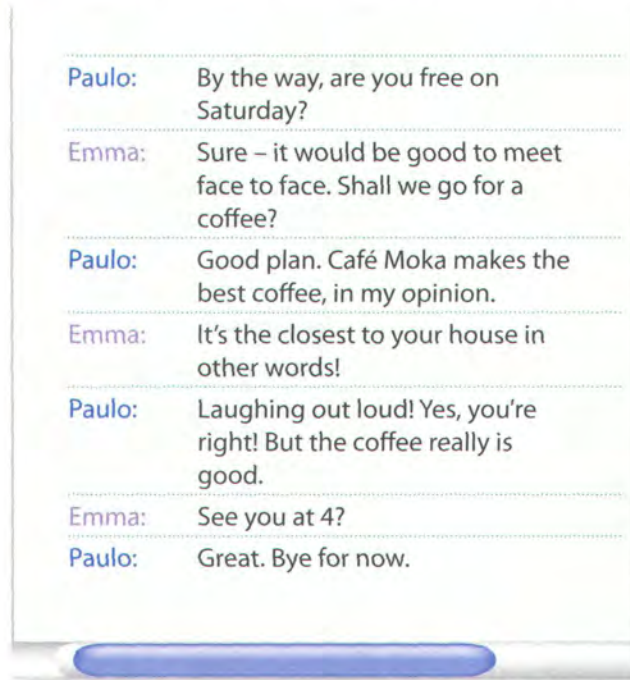 Paulo: By the way, are you free on
Saturday?
Emma: Sure – it would be good to meet
face to face. Shall we go for a
coffee?
Paulo: Good plan. Café Moka makes the
best coffee, in my opinion.
Emma: It's the closest to your house in
other words!
Paulo: Laughing out loud! Yes, you're
right! But the coffee really is
good.
Emma: See you at 4?
Paulo: Great. Bye for now.